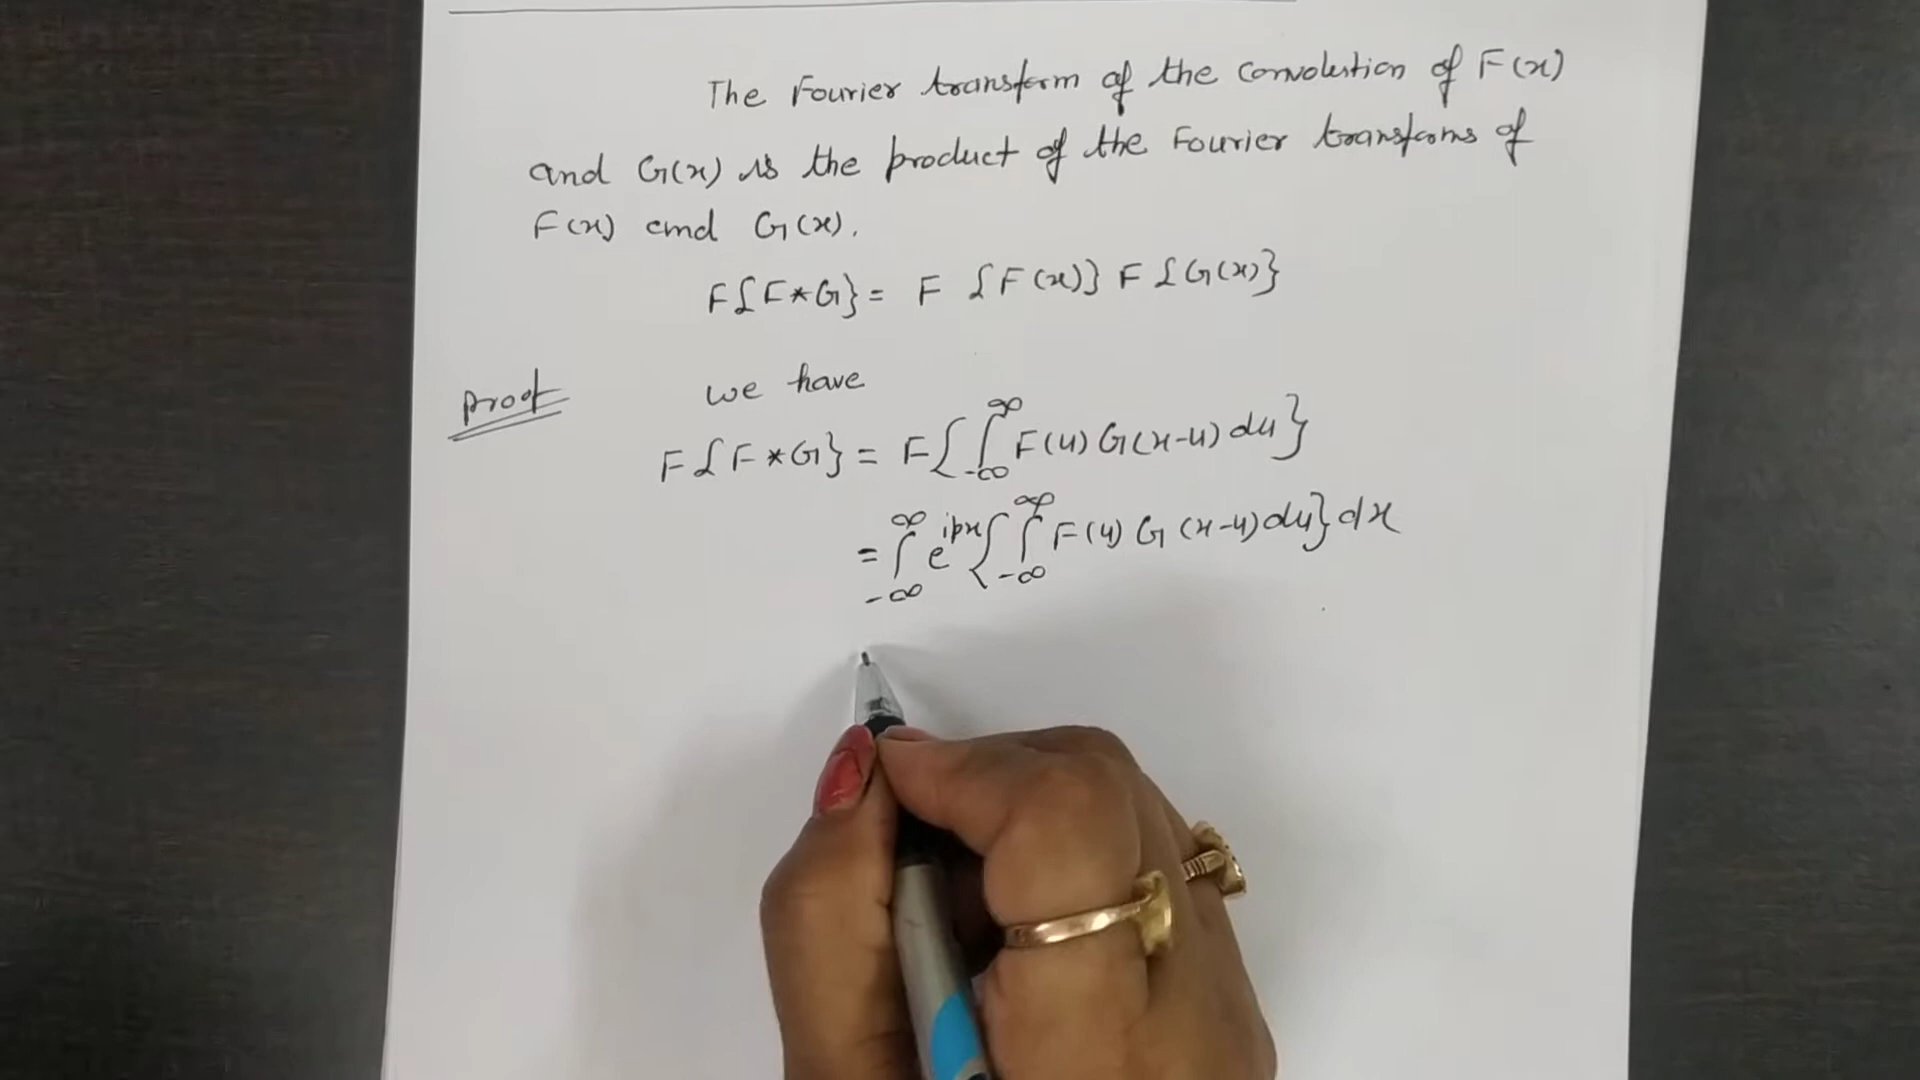 The Fourier transform of the convolution of F(x)
and G(x) is the product of the Fourier transforms of
F(x) and G(x).
F{F*G} = F {F(x)} F {G(x)}
Proof
we have
F{F*G} = F{∫_{-∞}^{∞} F(u) G(x-u) du}
= ∫_{-∞}^{∞} e^{ipx} {∫_{-∞}^{∞} F(u) G(x-u) du} dx